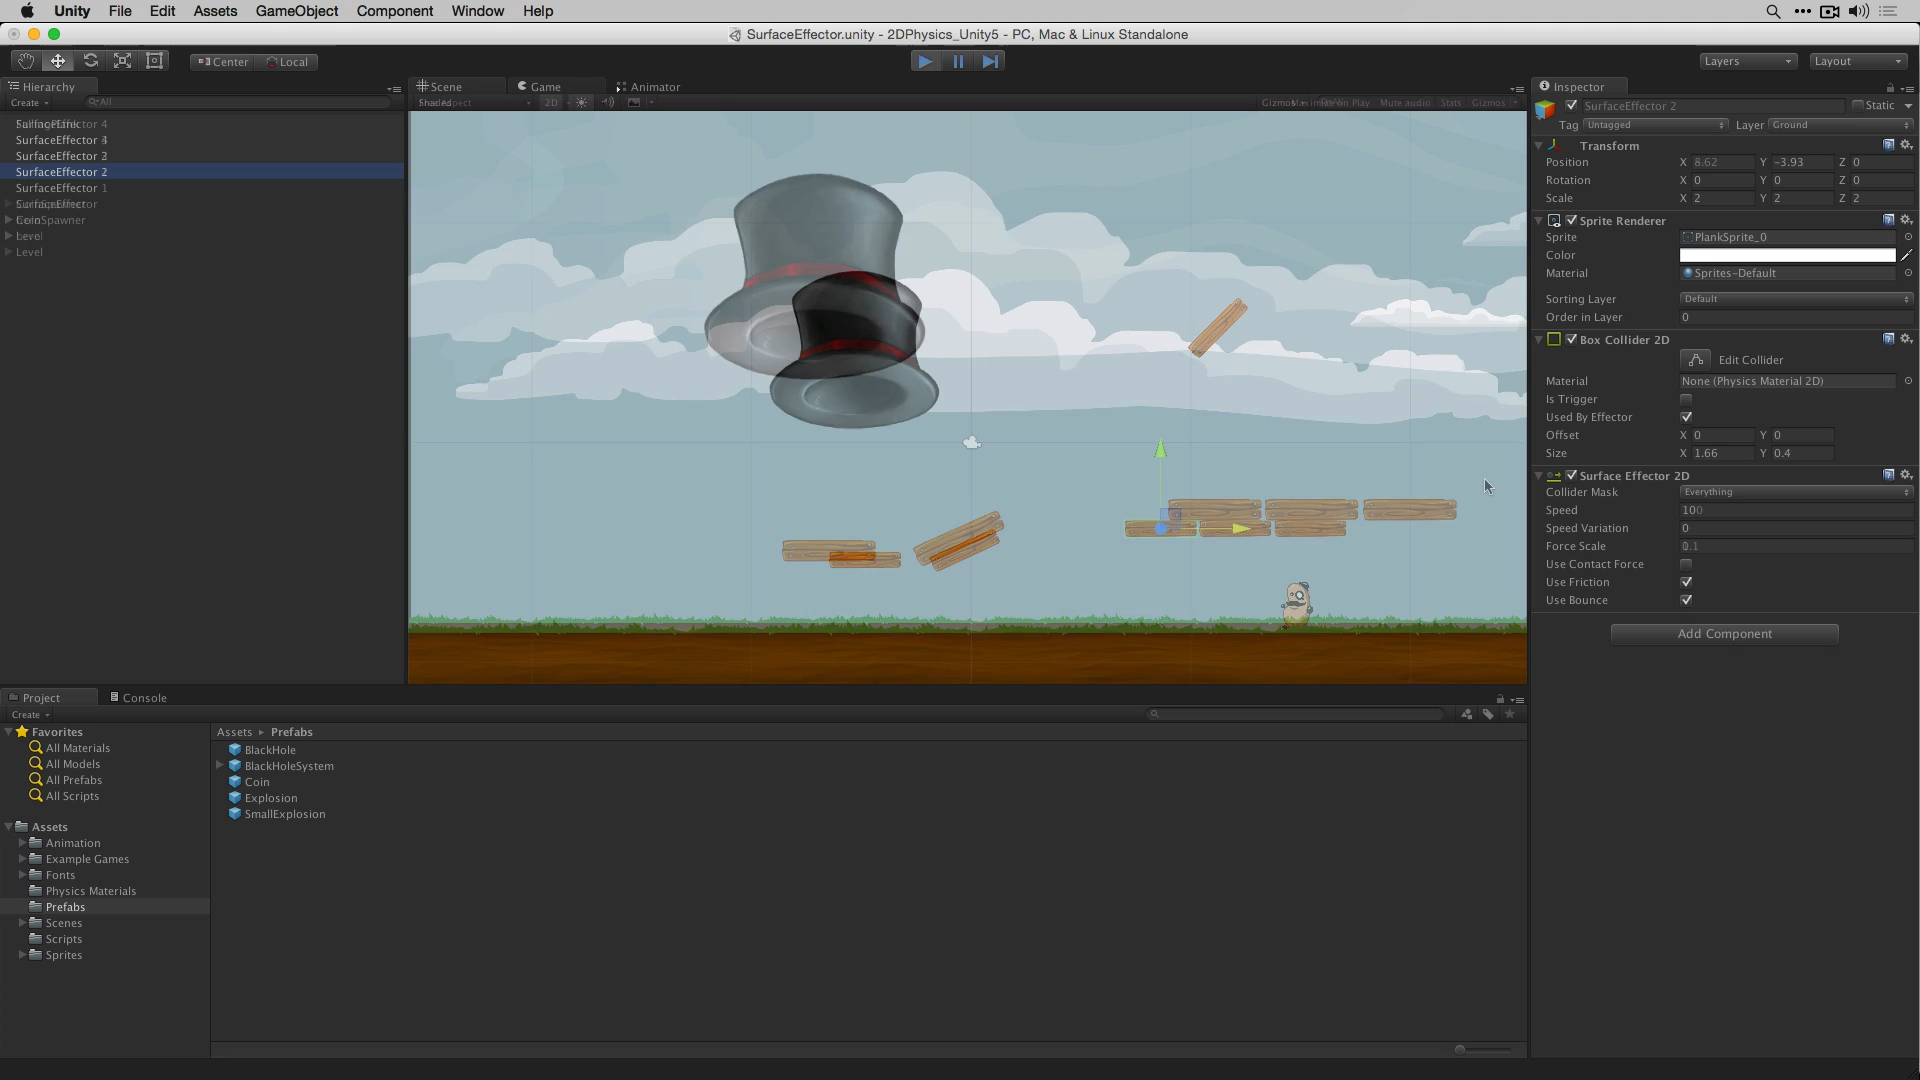 Unity File Edit Assets GameObject Component Window Help
SurfaceEffector.unity - 2DPhysics_Unity5 - PC, Mac & Linux Standalone
Center Local
Layers
Layout
Hierarchy
Create
All
SurfaceEffector 2
SurfaceEffector 1
Level
Scene
Game
Animator
2D
Gizmos
Mute audio
Stats
Gizmos
Inspector
SurfaceEffector 2
Static
Tag Untagged
Layer Ground
Transform
Position X 8.62 Y -3.93 Z 0
Rotation X 0 Y 0 Z 0
Scale X 2 Y 2 Z 2
Sprite Renderer
Sprite PlankSprite_0
Color
Material Sprites-Default
Sorting Layer Default
Order in Layer 0
Box Collider 2D
Edit Collider
Material None (Physics Material 2D)
Is Trigger
Used By Effector
Offset X 0 Y 0
Size X 1.66 Y 0.4
Surface Effector 2D
Collider Mask Everything
Speed
Speed Variation 0
Force Scale
Use Contact Force
Use Friction
Use Bounce
Add Component
Project
Console
Create
Favorites
All Materials
All Models
All Prefabs
All Scripts
Assets
Animation
Example Games
Fonts
Physics Materials
Prefabs
Scenes
Scripts
Sprites
Assets ▸ Prefabs
BlackHole
BlackHoleSystem
Coin
Explosion
SmallExplosion